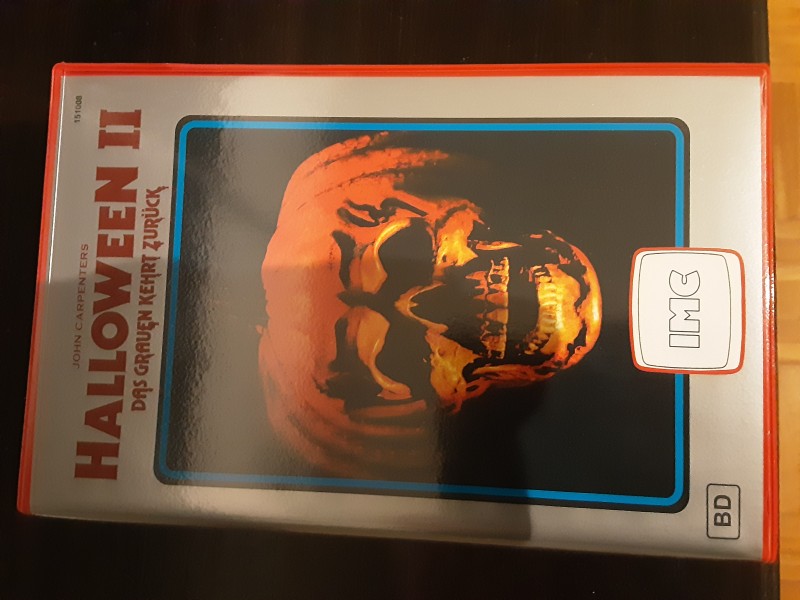 151008
JOHN CARPENTERS
HALLOWEEN II
DAS GRAUEN KEHRT ZURÜCK
IMC
BD